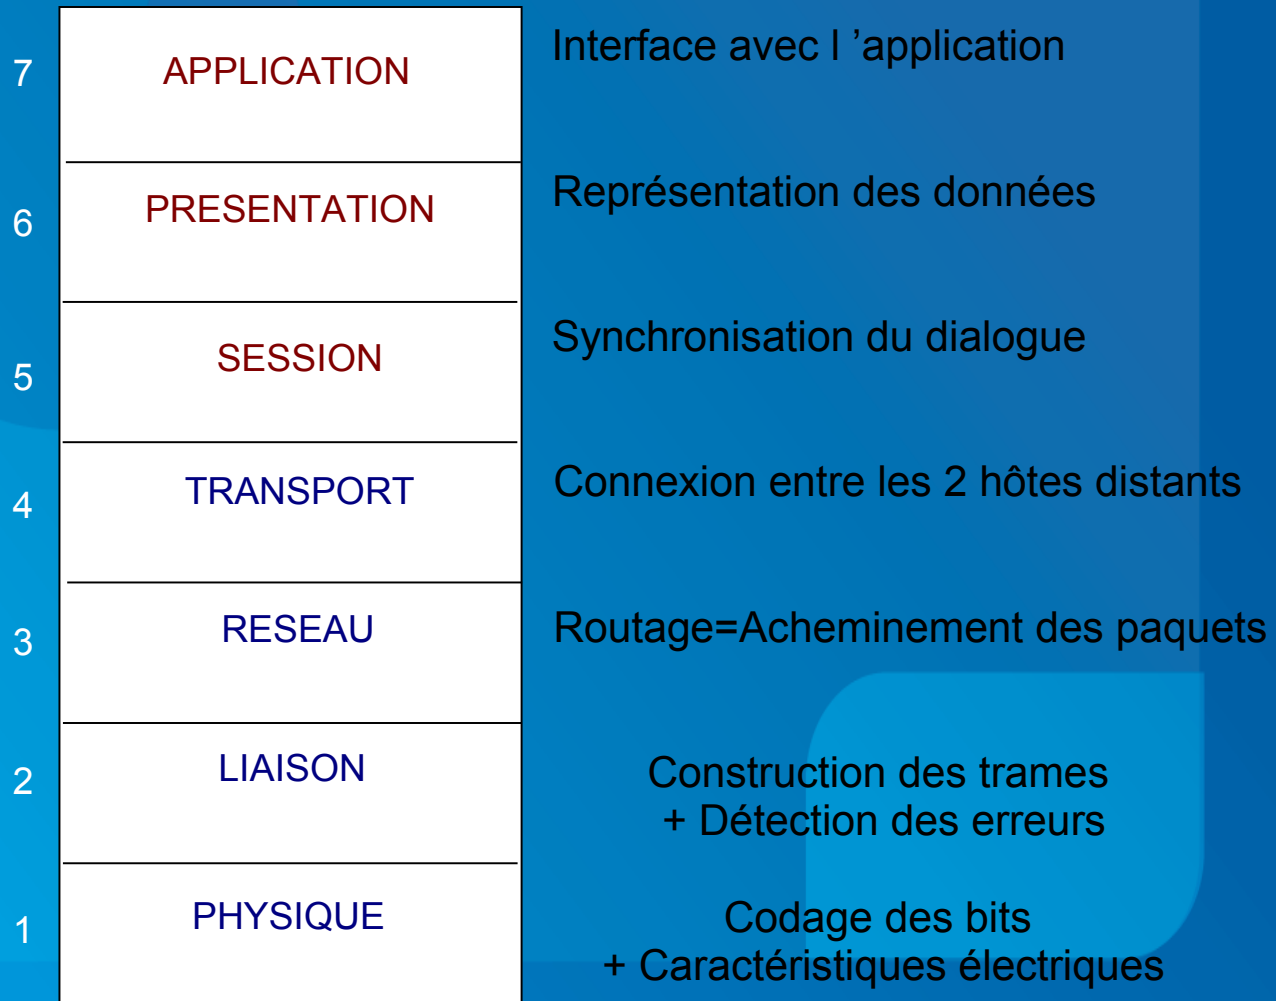 7 APPLICATION Interface avec l ’application
6 PRESENTATION Représentation des données
5 SESSION Synchronisation du dialogue
4 TRANSPORT Connexion entre les 2 hôtes distants
3 RESEAU Routage=Acheminement des paquets
2 LIAISON Construction des trames
+ Détection des erreurs
1 PHYSIQUE Codage des bits
+ Caractéristiques électriques